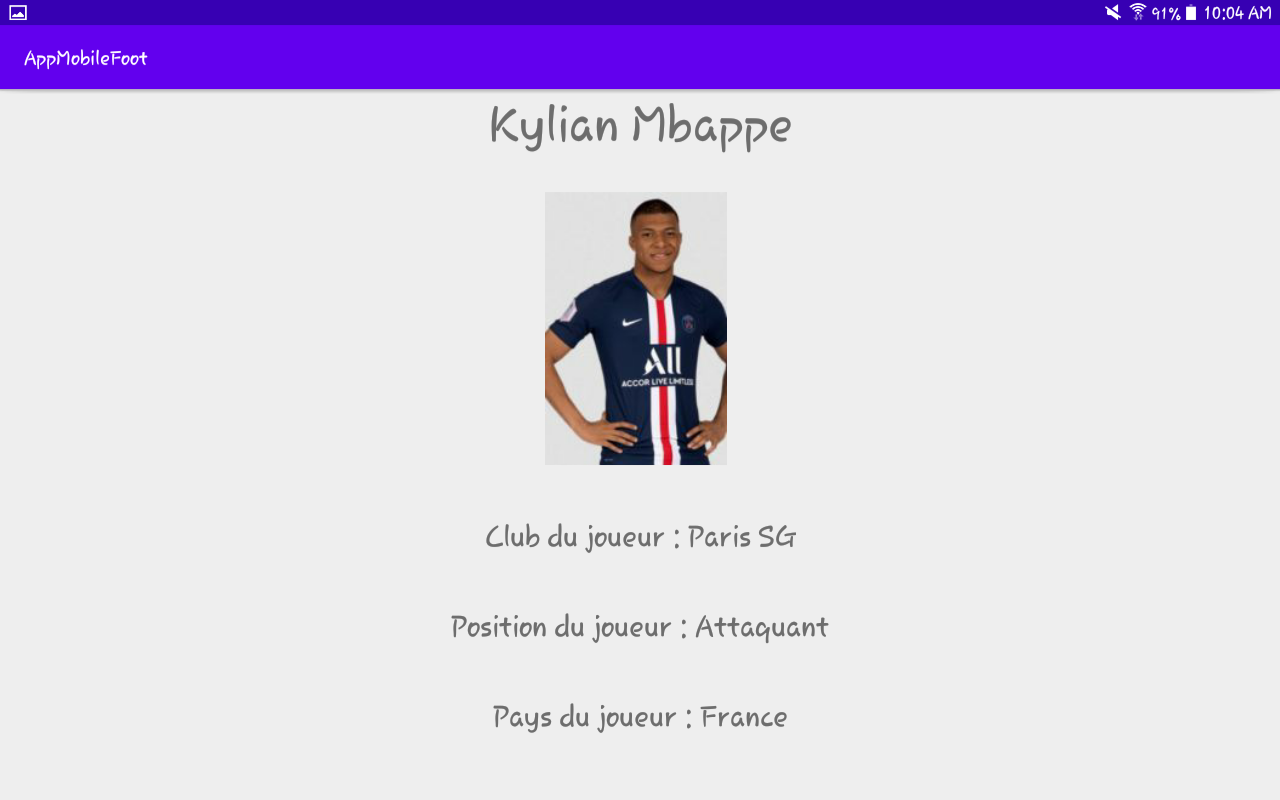 91% 10:04 AM
AppMobileFoot
Kylian Mbappe
All
ACCOR LIVE LIMITLESS
Club du joueur : Paris SG
Position du joueur : Attaquant
Pays du joueur : France